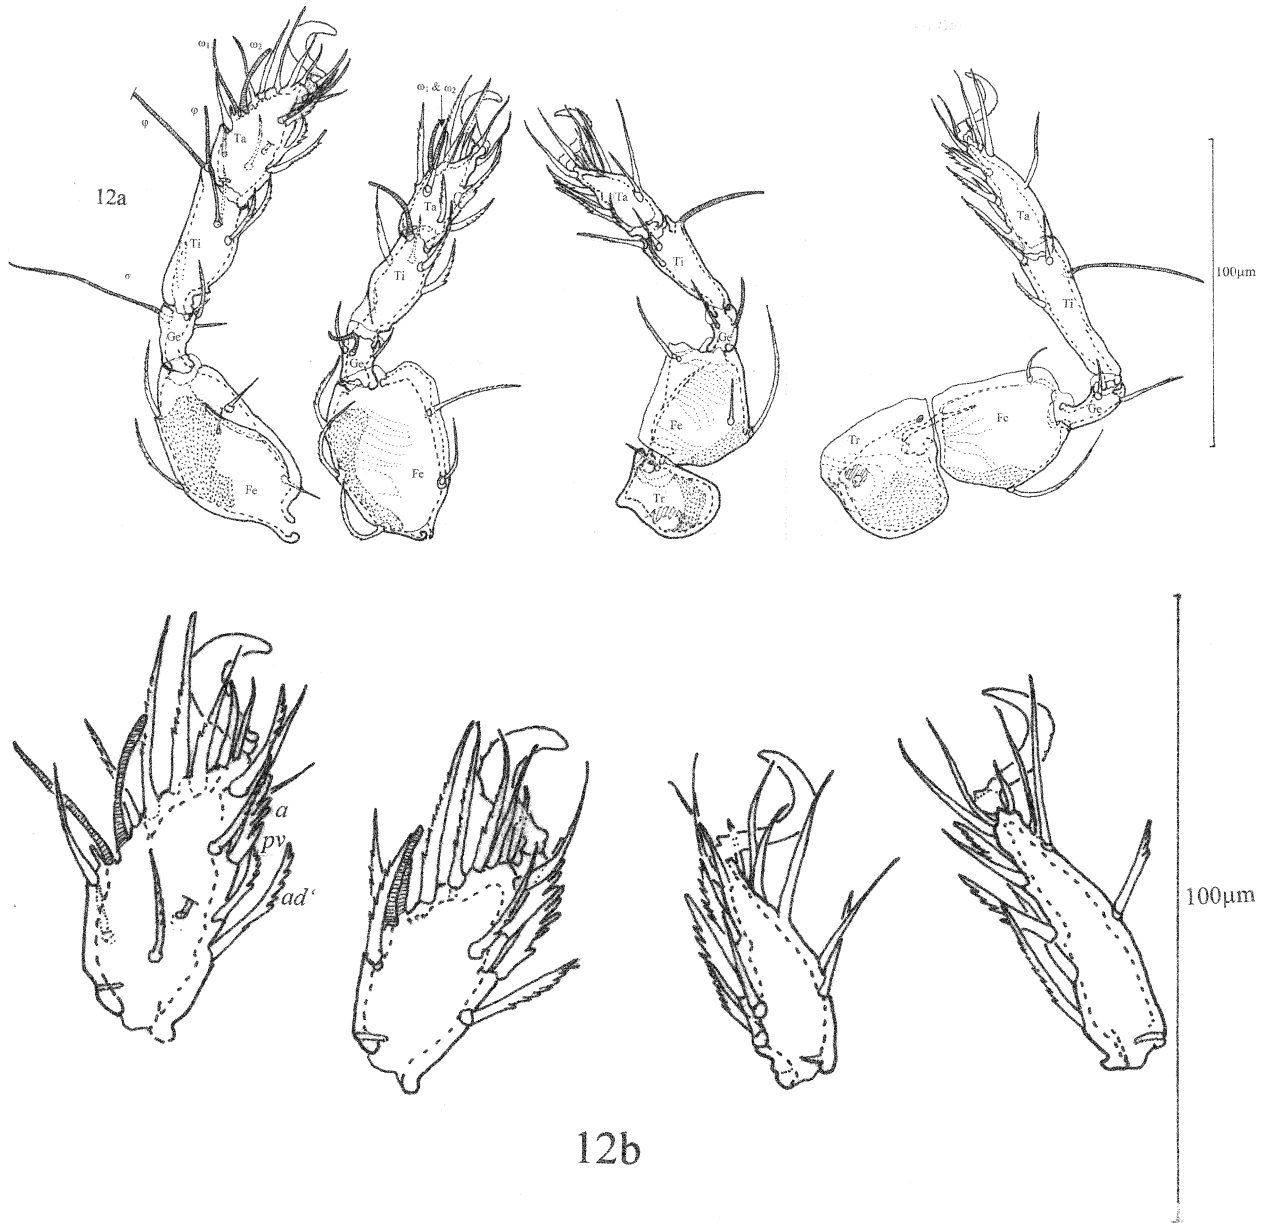 ω₁ ω₂
φ φ Ta
ω₁ & ω₂
12a
Ta Ta Ta
Ti Ti Ti Ti
σ
100μm
Ge Ge Ge Ge
Fe Fe Fe Fe
Tr Tr
a
pv
ad‘
100μm
12b